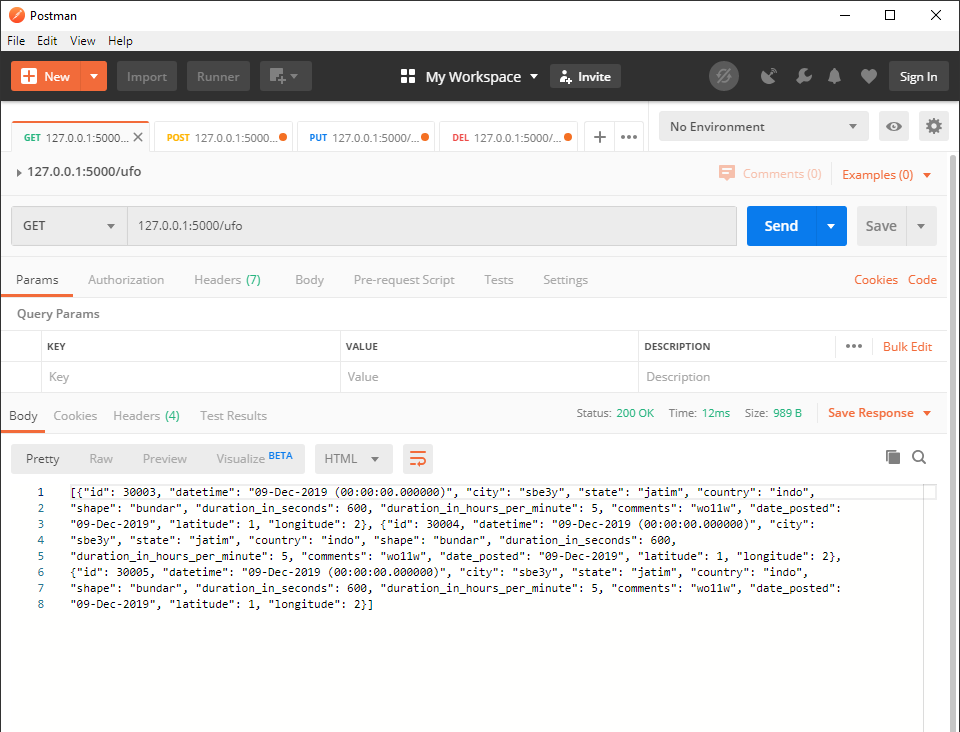 Postman
File Edit View Help
New Import Runner My Workspace Invite Sign In
GET 127.0.0.1:5000... POST 127.0.0.1:5000... PUT 127.0.0.1:5000/... DEL 127.0.0.1:5000/... No Environment
127.0.0.1:5000/ufo Comments (0) Examples (0)
GET 127.0.0.1:5000/ufo Send Save
Params Authorization Headers (7) Body Pre-request Script Tests Settings Cookies Code
Query Params
KEY VALUE DESCRIPTION Bulk Edit
Key Value Description
Body Cookies Headers (4) Test Results Status: 200 OK Time: 12ms Size: 989 B Save Response
Pretty Raw Preview Visualize BETA HTML
1 [{"id": 30003, "datetime": "09-Dec-2019 (00:00:00.000000)", "city": "sbe3y", "state": "jatim", "country": "indo",
2 "shape": "bundar", "duration_in_seconds": 600, "duration_in_hours_per_minute": 5, "comments": "wo11w", "date_posted":
3 "09-Dec-2019", "latitude": 1, "longitude": 2}, {"id": 30004, "datetime": "09-Dec-2019 (00:00:00.000000)", "city":
4 "sbe3y", "state": "jatim", "country": "indo", "shape": "bundar", "duration_in_seconds": 600,
5 "duration_in_hours_per_minute": 5, "comments": "wo11w", "date_posted": "09-Dec-2019", "latitude": 1, "longitude": 2},
6 {"id": 30005, "datetime": "09-Dec-2019 (00:00:00.000000)", "city": "sbe3y", "state": "jatim", "country": "indo",
7 "shape": "bundar", "duration_in_seconds": 600, "duration_in_hours_per_minute": 5, "comments": "wo11w", "date_posted":
8 "09-Dec-2019", "latitude": 1, "longitude": 2}]